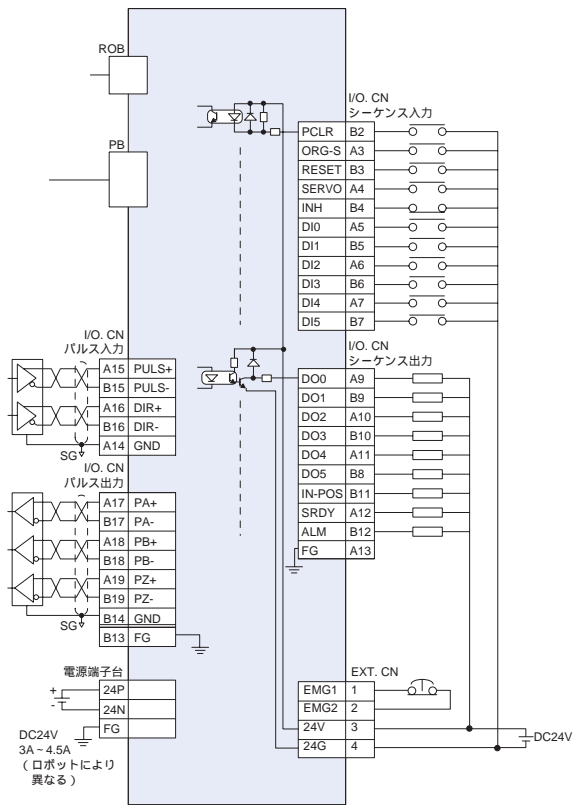 ROB
PB
I/O. CN
シーケンス入力
PCLR B2
ORG-S A3
RESET B3
SERVO A4
INH B4
DI0 A5
DI1 B5
DI2 A6
DI3 B6
DI4 A7
DI5 B7
I/O. CN
パルス入力
A15 PULS+
B15 PULS-
A16 DIR+
B16 DIR-
A14 GND
SG
I/O. CN
シーケンス出力
DO0 A9
DO1 B9
DO2 A10
DO3 B10
DO4 A11
DO5 B8
IN-POS B11
SRDY A12
ALM B12
FG A13
I/O. CN
パルス出力
A17 PA+
B17 PA-
A18 PB+
B18 PB-
A19 PZ+
B19 PZ-
B14 GND
SG
B13 FG
電源端子台
+ 24P
- 24N
FG
DC24V
3A~4.5A
(ロボットにより
異なる)
EXT. CN
EMG1 1
EMG2 2
24V 3
24G 4
DC24V